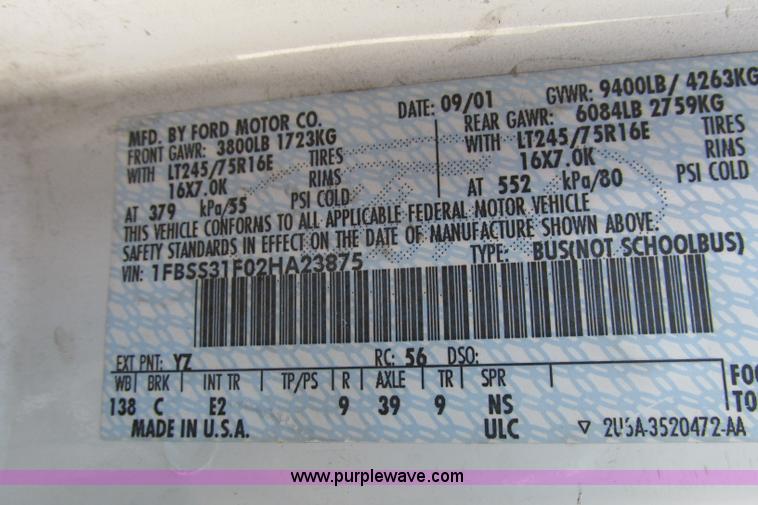 MFD. BY FORD MOTOR CO.
DATE: 09/01
GVWR: 9400LB/ 4263KG
FRONT GAWR: 3800LB 1723KG
REAR GAWR: 6084LB 2759KG
WITH LT245/75R16E TIRES
WITH LT245/75R16E TIRES
16X7.0K RIMS
16X7.0K RIMS
AT 379 kPa/55 PSI COLD
AT 552 kPa/80 PSI COLD
THIS VEHICLE CONFORMS TO ALL APPLICABLE FEDERAL MOTOR VEHICLE
SAFETY STANDARDS IN EFFECT ON THE DATE OF MANUFACTURE SHOWN ABOVE.
VIN: 1FBSS31F02HA23875
TYPE: BUS(NOT SCHOOLBUS)
EXT PNT: YZ RC: 56 DSO:
WB BRK INT TR TP/PS R AXLE TR SPR
138 C E2 9 39 9 NS
MADE IN U.S.A. ULC
FO
TO
▽ 2U5A-3520472-AA
www.purplewave.com